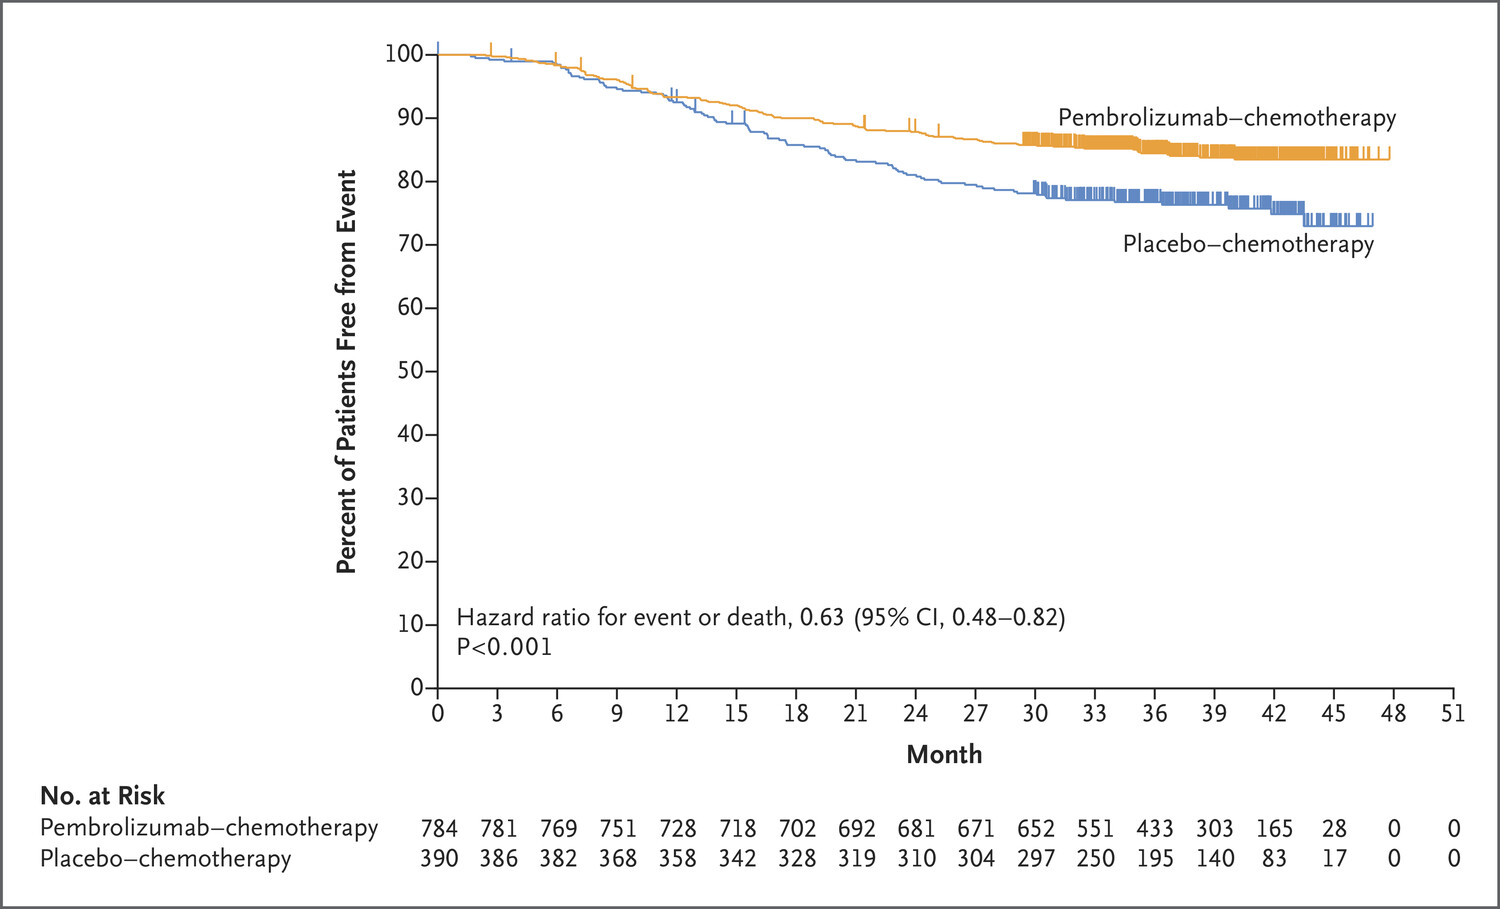 Percent of Patients Free from Event
100
90
80
70
60
50
40
30
20
10
0
Pembrolizumab–chemotherapy
Placebo–chemotherapy
Hazard ratio for event or death, 0.63 (95% CI, 0.48–0.82)
P<0.001
0 3 6 9 12 15 18 21 24 27 30 33 36 39 42 45 48 51
Month
No. at Risk
Pembrolizumab–chemotherapy 784 781 769 751 728 718 702 692 681 671 652 551 433 303 165 28 0 0
Placebo–chemotherapy 390 386 382 368 358 342 328 319 310 304 297 250 195 140 83 17 0 0